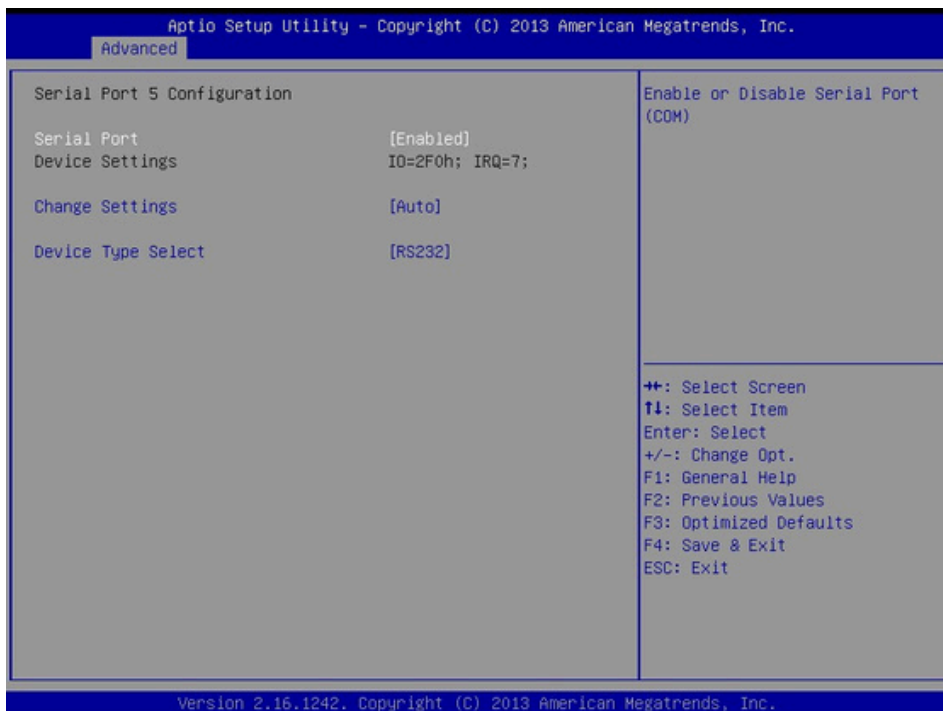 Aptio Setup Utility – Copyright (C) 2013 American Megatrends, Inc.
Advanced
Serial Port 5 Configuration
Serial Port [Enabled]
Device Settings IO=2F0h; IRQ=7;
Change Settings [Auto]
Device Type Select [RS232]
Enable or Disable Serial Port
(COM)
→←: Select Screen
↑↓: Select Item
Enter: Select
+/-: Change Opt.
F1: General Help
F2: Previous Values
F3: Optimized Defaults
F4: Save & Exit
ESC: Exit
Version 2.16.1242. Copyright (C) 2013 American Megatrends, Inc.